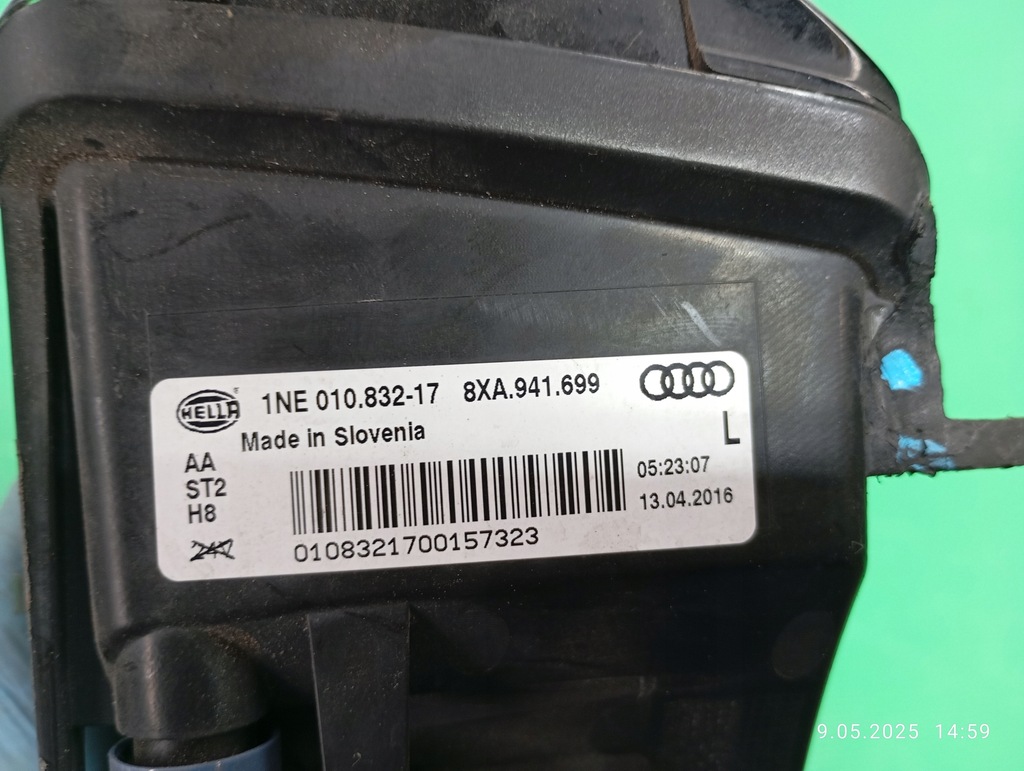 HELLA 1NE 010.832-17 8XA.941.699
Made in Slovenia
L
AA
ST2
H8
05:23:07
13.04.2016
0108321700157323
9.05.2025 14:59